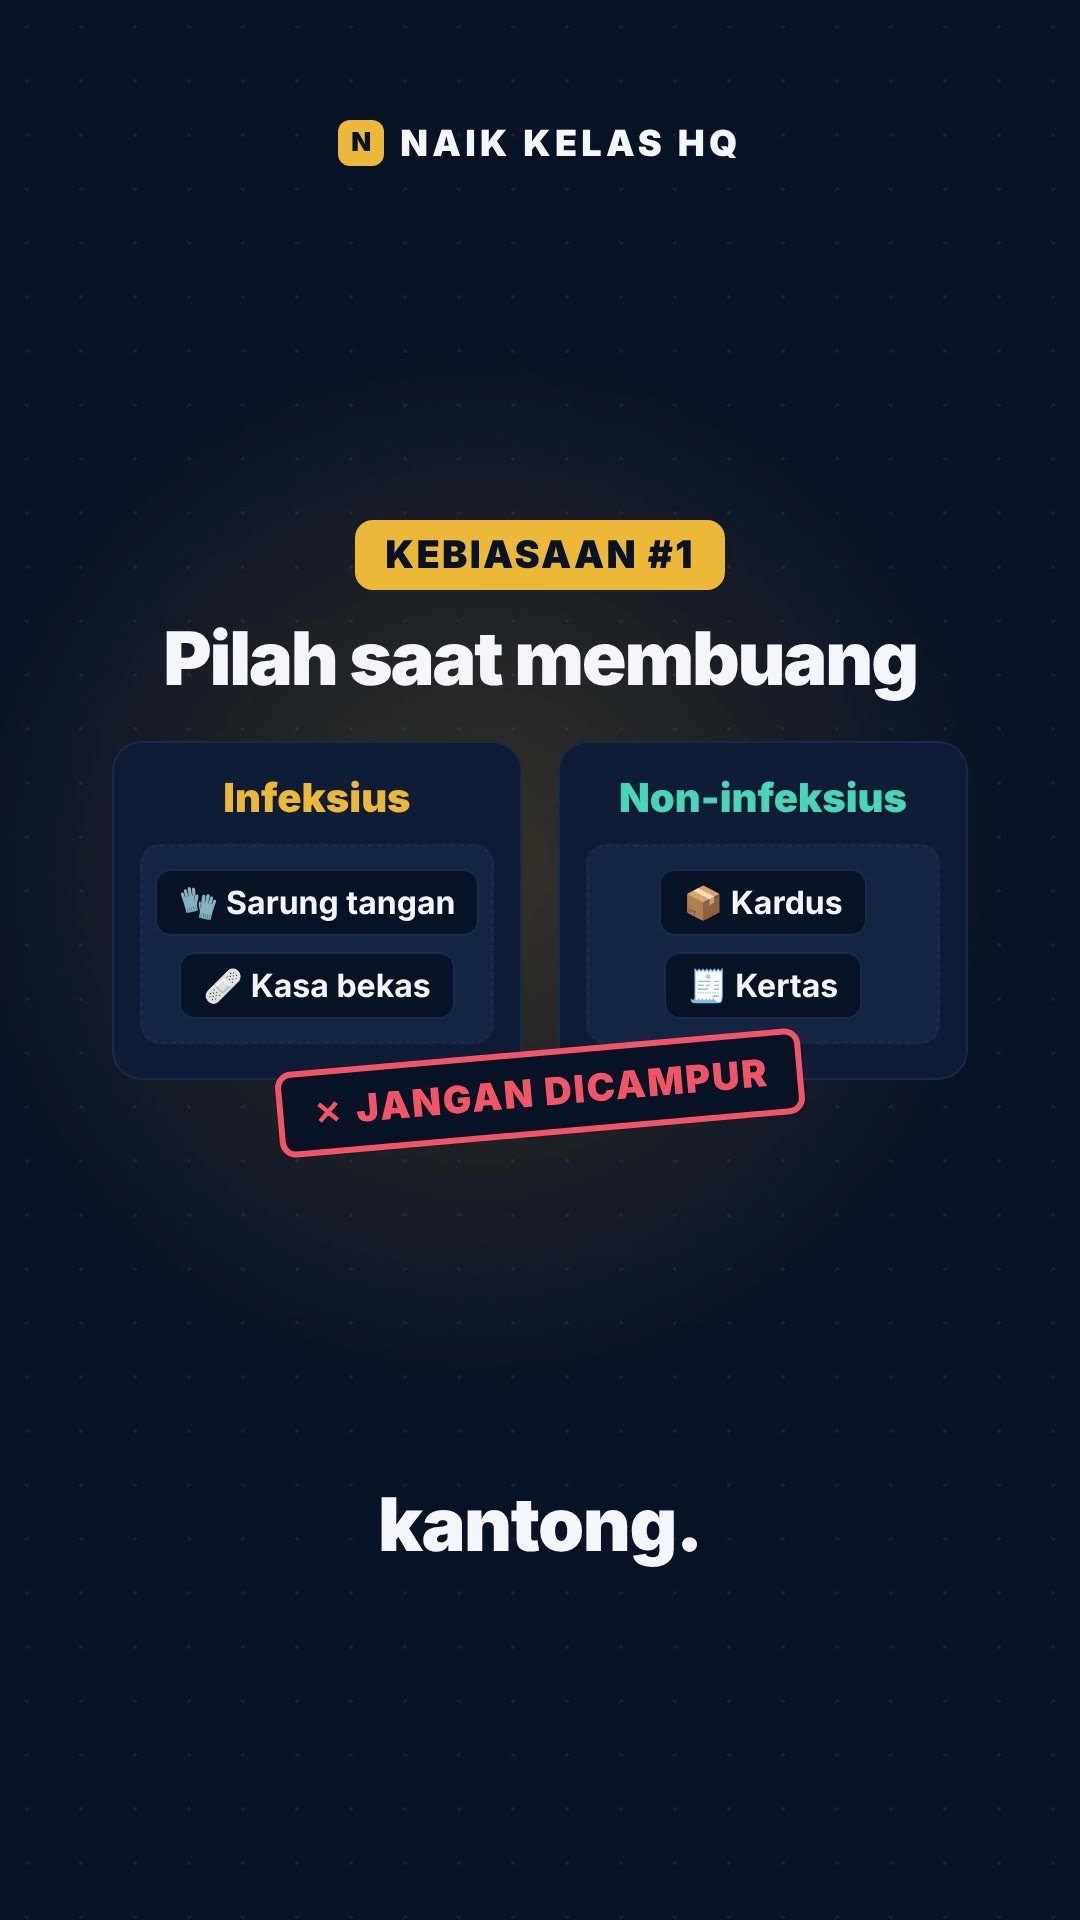 N NAIK KELAS HQ
KEBIASAAN #1
Pilah saat membuang
Infeksius
Sarung tangan
Kasa bekas
Non-infeksius
Kardus
Kertas
× JANGAN DICAMPUR
kantong.